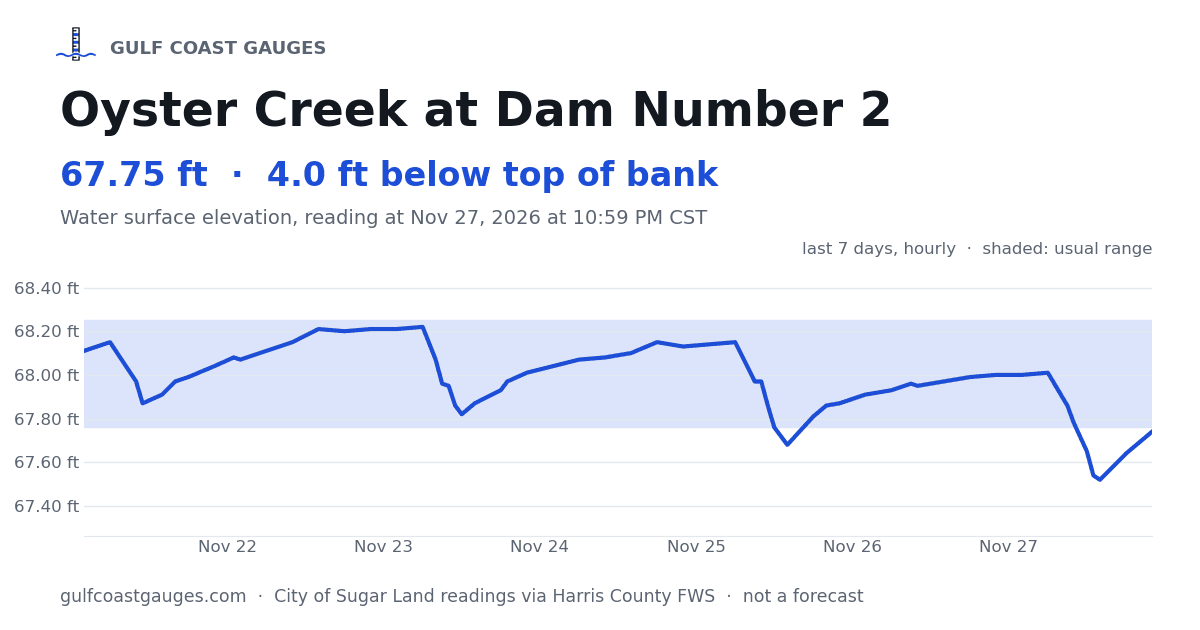 GULF COAST GAUGES
Oyster Creek at Dam Number 2
67.75 ft · 4.0 ft below top of bank
Water surface elevation, reading at Nov 27, 2026 at 10:59 PM CST
last 7 days, hourly · shaded: usual range
68.40 ft
68.20 ft
68.00 ft
67.80 ft
67.60 ft
67.40 ft
Nov 22 Nov 23 Nov 24 Nov 25 Nov 26 Nov 27
gulfcoastgauges.com · City of Sugar Land readings via Harris County FWS · not a forecast